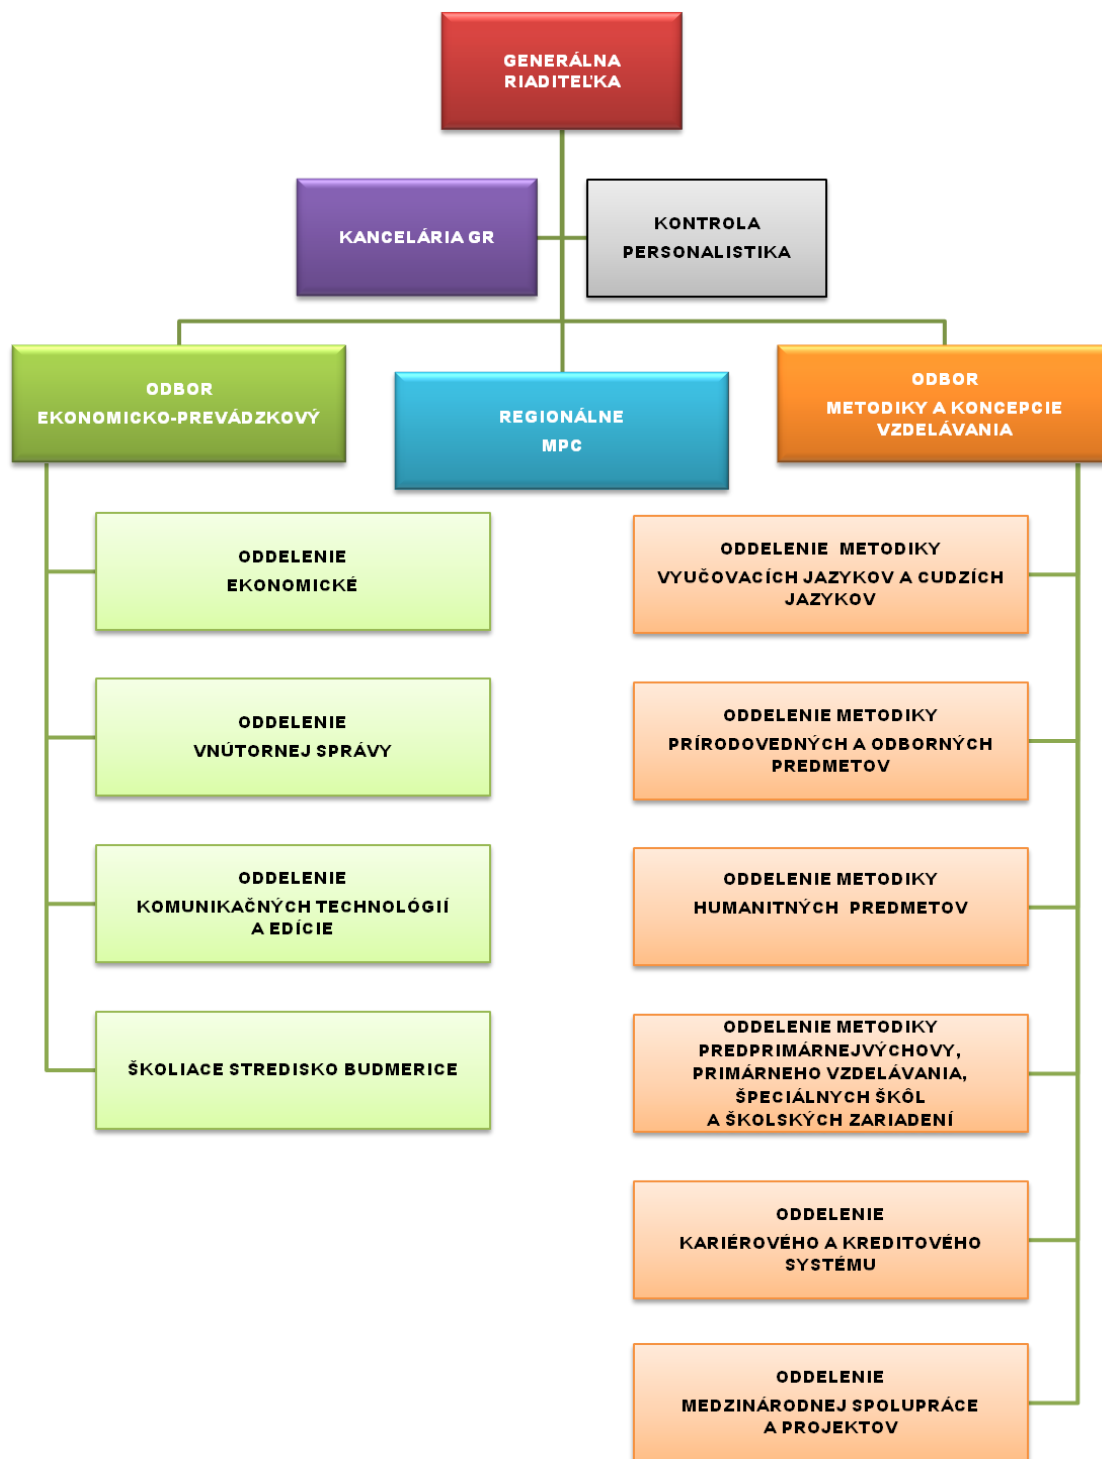 GENERÁLNA
RIADITEĽKA
KANCELÁRIA GR
KONTROLA
PERSONALISTIKA
ODBOR
EKONOMICKO-PREVÁDZKOVÝ
REGIONÁLNE
MPC
ODBOR
METODIKY A KONCEPCIE
VZDELÁVANIA
ODDELENIE
EKONOMICKÉ
ODDELENIE
VNÚTORNEJ SPRÁVY
ODDELENIE
KOMUNIKAČNÝCH TECHNOLÓGIÍ
A EDÍCIE
ŠKOLIACE STREDISKO BUDMERICE
ODDELENIE METODIKY
VYUČOVACÍCH JAZYKOV A CUDZÍCH
JAZYKOV
ODDELENIE METODIKY
PRÍRODOVEDNÝCH A ODBORNÝCH
PREDMETOV
ODDELENIE METODIKY
HUMANITNÝCH PREDMETOV
ODDELENIE METODIKY
PREDPRIMÁRNEJVÝCHOVY,
PRIMÁRNEHO VZDELÁVANIA,
ŠPECIÁLNYCH ŠKÔL
A ŠKOLSKÝCH ZARIADENÍ
ODDELENIE
KARIÉROVÉHO A KREDITOVÉHO
SYSTÉMU
ODDELENIE
MEDZINÁRODNEJ SPOLUPRÁCE
A PROJEKTOV